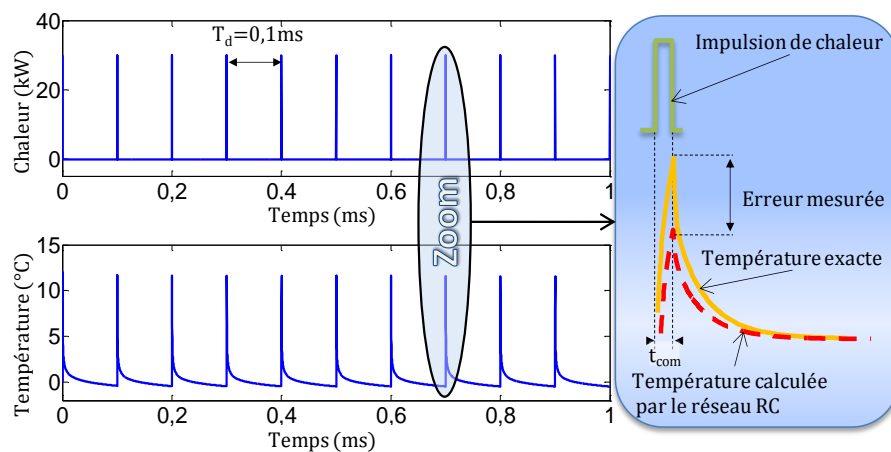 Chaleur (kW)
40
30
20
10
0
T_d=0,1ms
0 0,2 0,4 0,6 0,8 1
Temps (ms)
Température (°C)
15
10
5
0
0 0,2 0,4 0,6 0,8 1
Temps (ms)
Zoom
Impulsion de chaleur
Erreur mesurée
Température exacte
t_com
Température calculée
par le réseau RC